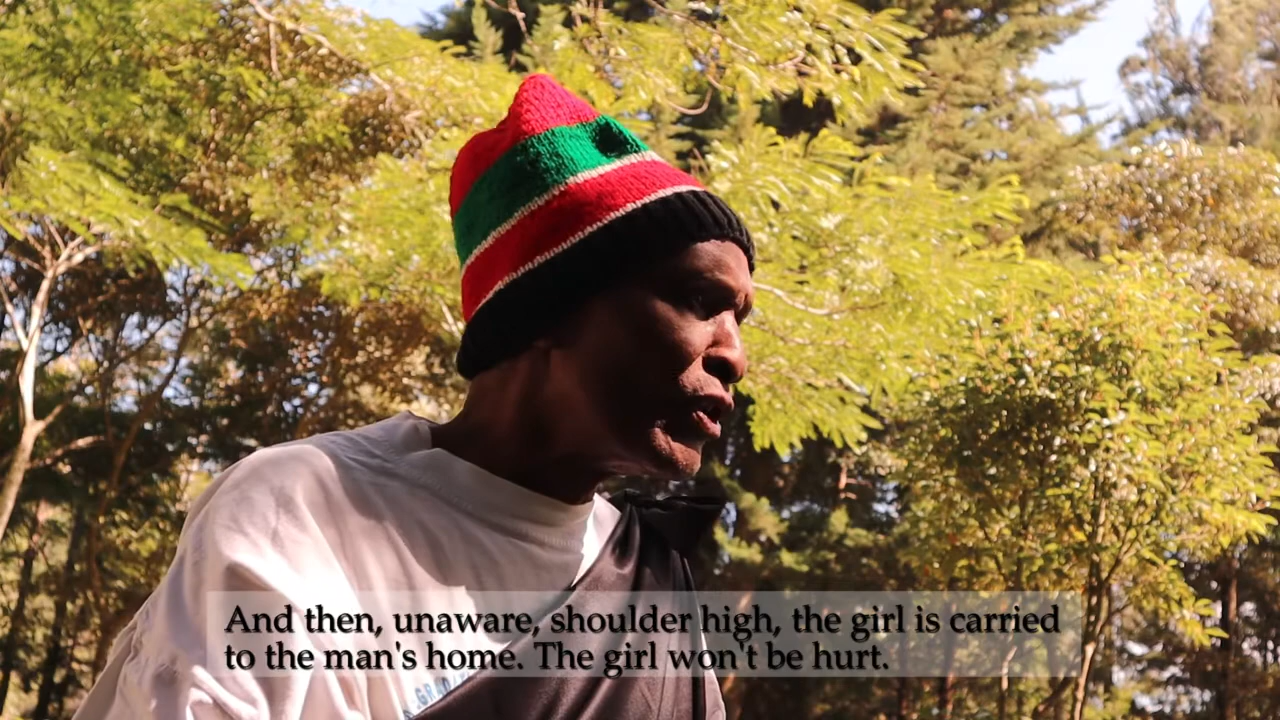 And then, unaware, shoulder high, the girl is carried
to the man's home. The girl won't be hurt.